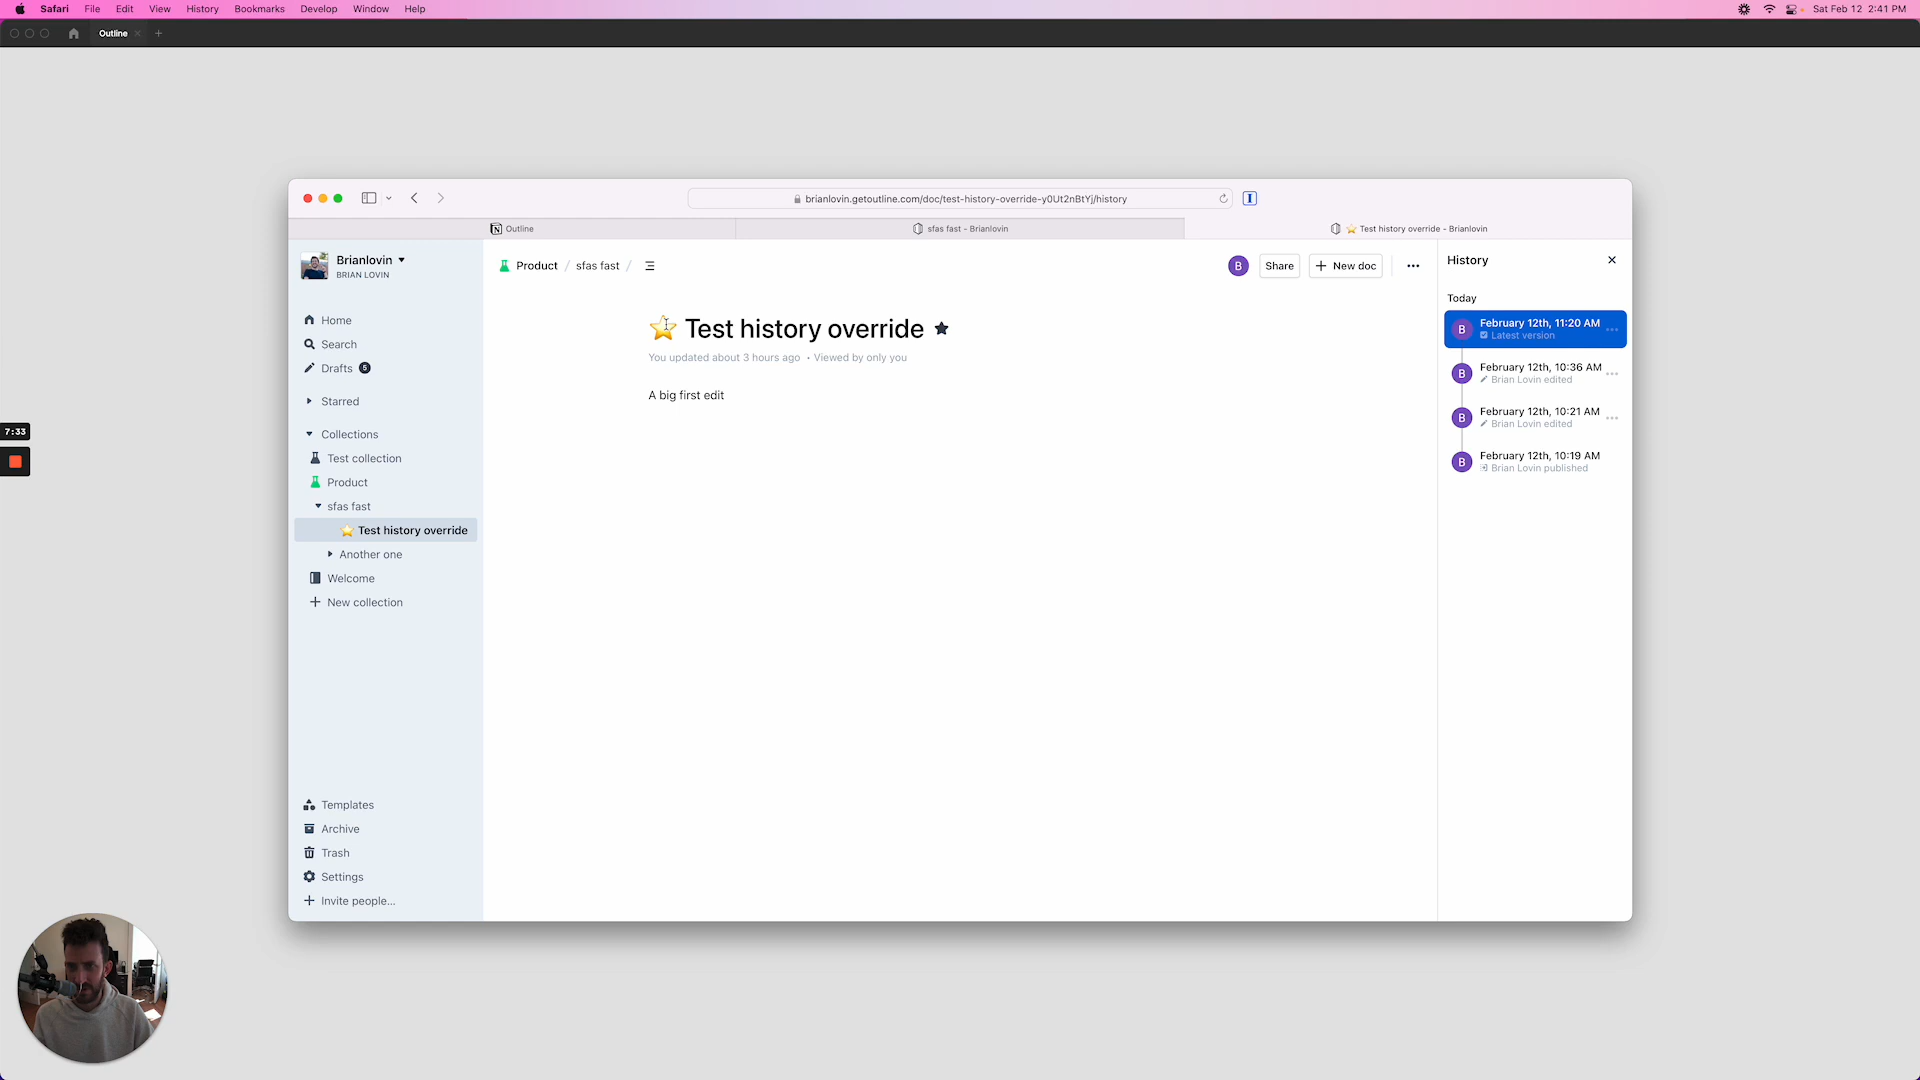 Safari File Edit View History Bookmarks Develop Window Help
Sat Feb 12 2:41 PM
Outline
brianlovin.getoutline.com/doc/test-history-override-y0Ut2nBtYj/history
Outline
sfas fast - Brianlovin
⭐ Test history override - Brianlovin
Brianlovin
BRIAN LOVIN
Home
Search
Drafts 5
Starred
Collections
Test collection
Product
sfas fast
⭐ Test history override
Another one
Welcome
New collection
Templates
Archive
Trash
Settings
Invite people...
Product / sfas fast /
B
Share
New doc
⭐ Test history override
You updated about 3 hours ago • Viewed by only you
A big first edit
History
Today
B
February 12th, 11:20 AM
Latest version
B
February 12th, 10:36 AM
Brian Lovin edited
B
February 12th, 10:21 AM
Brian Lovin edited
B
February 12th, 10:19 AM
Brian Lovin published
7:33